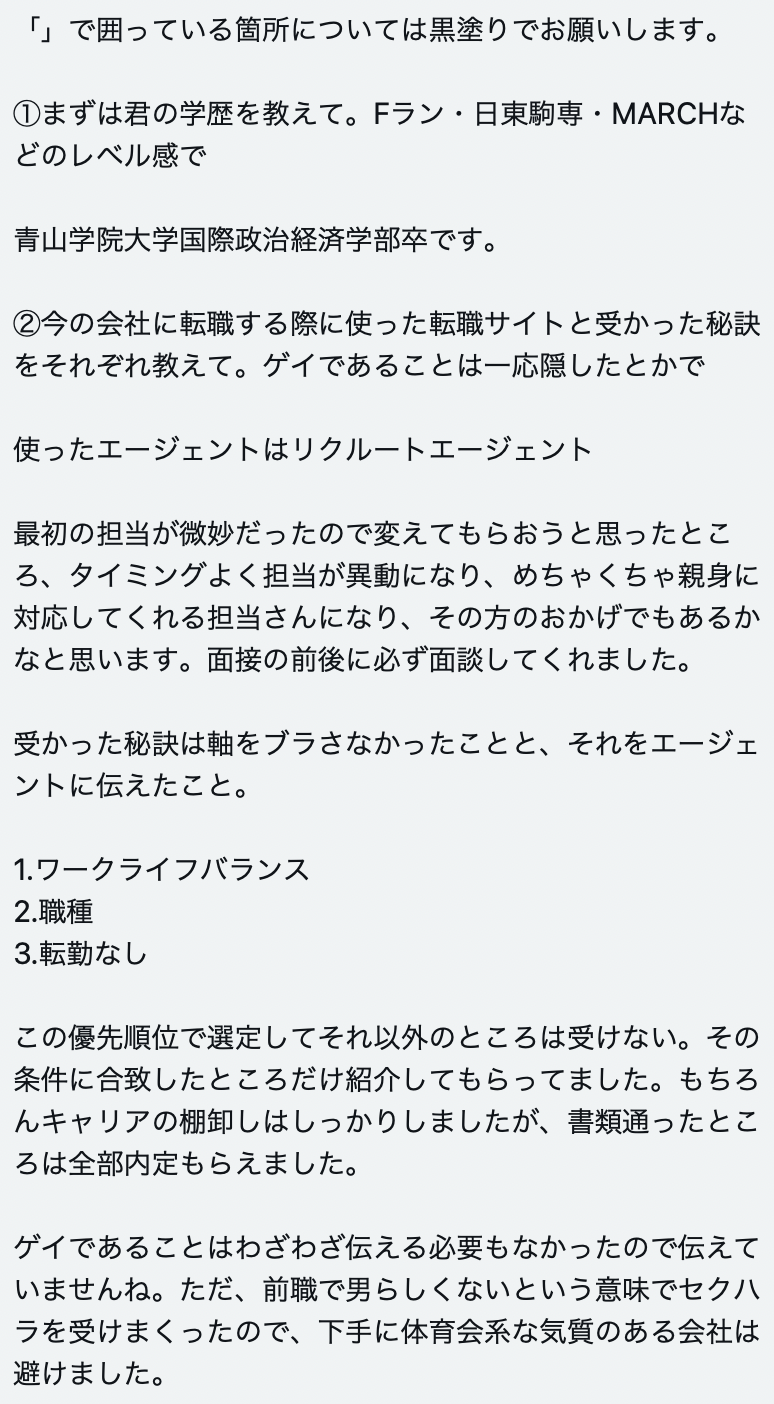 「」で囲っている箇所については黒塗りでお願いします。
①まずは君の学歴を教えて。Fラン・日東駒専・MARCHな
どのレベル感で
青山学院大学国際政治経済学部卒です。
②今の会社に転職する際に使った転職サイトと受かった秘訣
をそれぞれ教えて。ゲイであることは一応隠したとかで
使ったエージェントはリクルートエージェント
最初の担当が微妙だったので変えてもらおうと思ったとこ
ろ、タイミングよく担当が異動になり、めちゃくちゃ親身に
対応してくれる担当さんになり、その方のおかげでもあるか
なと思います。面接の前後に必ず面談してくれました。
受かった秘訣は軸をブラさなかったことと、それをエージェ
ントに伝えたこと。
1.ワークライフバランス
2.職種
3.転勤なし
この優先順位で選定してそれ以外のところは受けない。その
条件に合致したところだけ紹介してもらってました。もちろ
んキャリアの棚卸しはしっかりしましたが、書類通ったとこ
ろは全部内定もらえました。
ゲイであることはわざわざ伝える必要もなかったので伝えて
いませんね。ただ、前職で男らしくないという意味でセクハ
ラを受けまくったので、下手に体育会系な気質のある会社は
避けました。